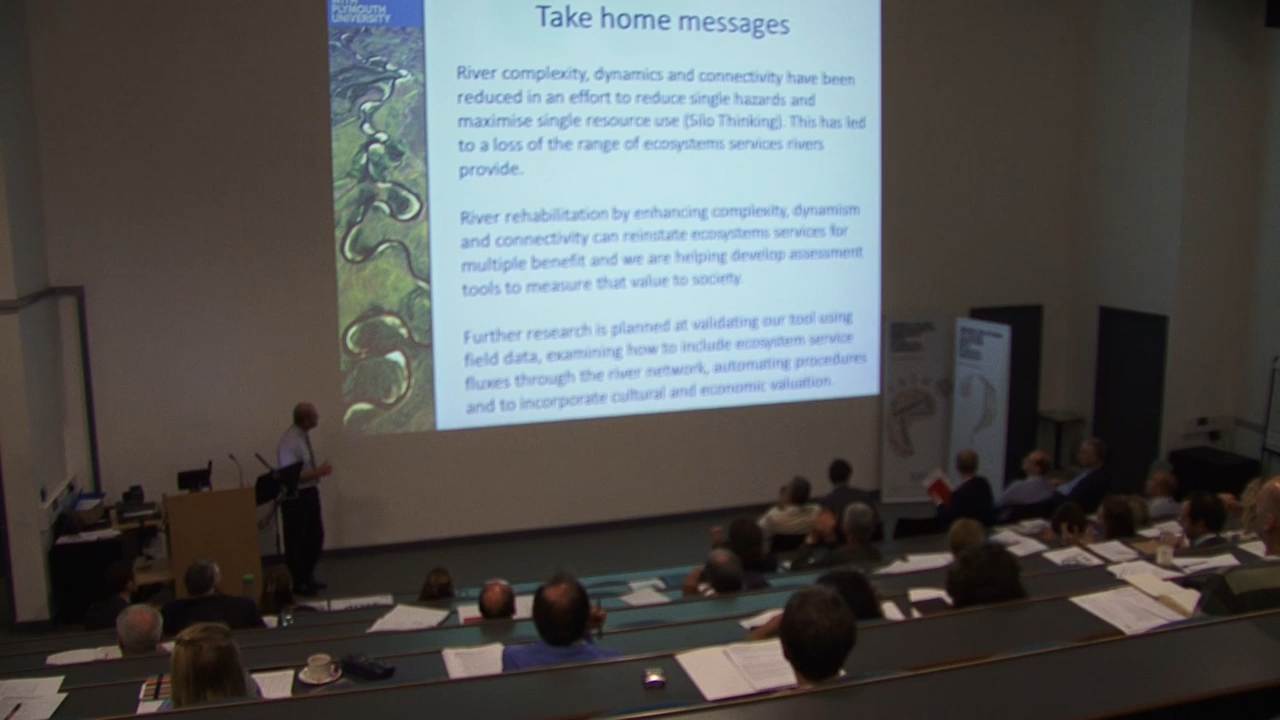 WITH
PLYMOUTH
UNIVERSITY
Take home messages
River complexity, dynamics and connectivity have been
reduced in an effort to reduce single hazards and
maximise single resource use (Silo Thinking). This has led
to a loss of the range of ecosystems services rivers
provide.
River rehabilitation by enhancing complexity, dynamism
and connectivity can reinstate ecosystems services for
multiple benefit and we are helping develop assessment
tools to measure that value to society.
Further research is planned at validating our tool using
field data, examining how to include ecosystem service
fluxes through the river network, automating procedures
and to incorporate cultural and economic valuation.